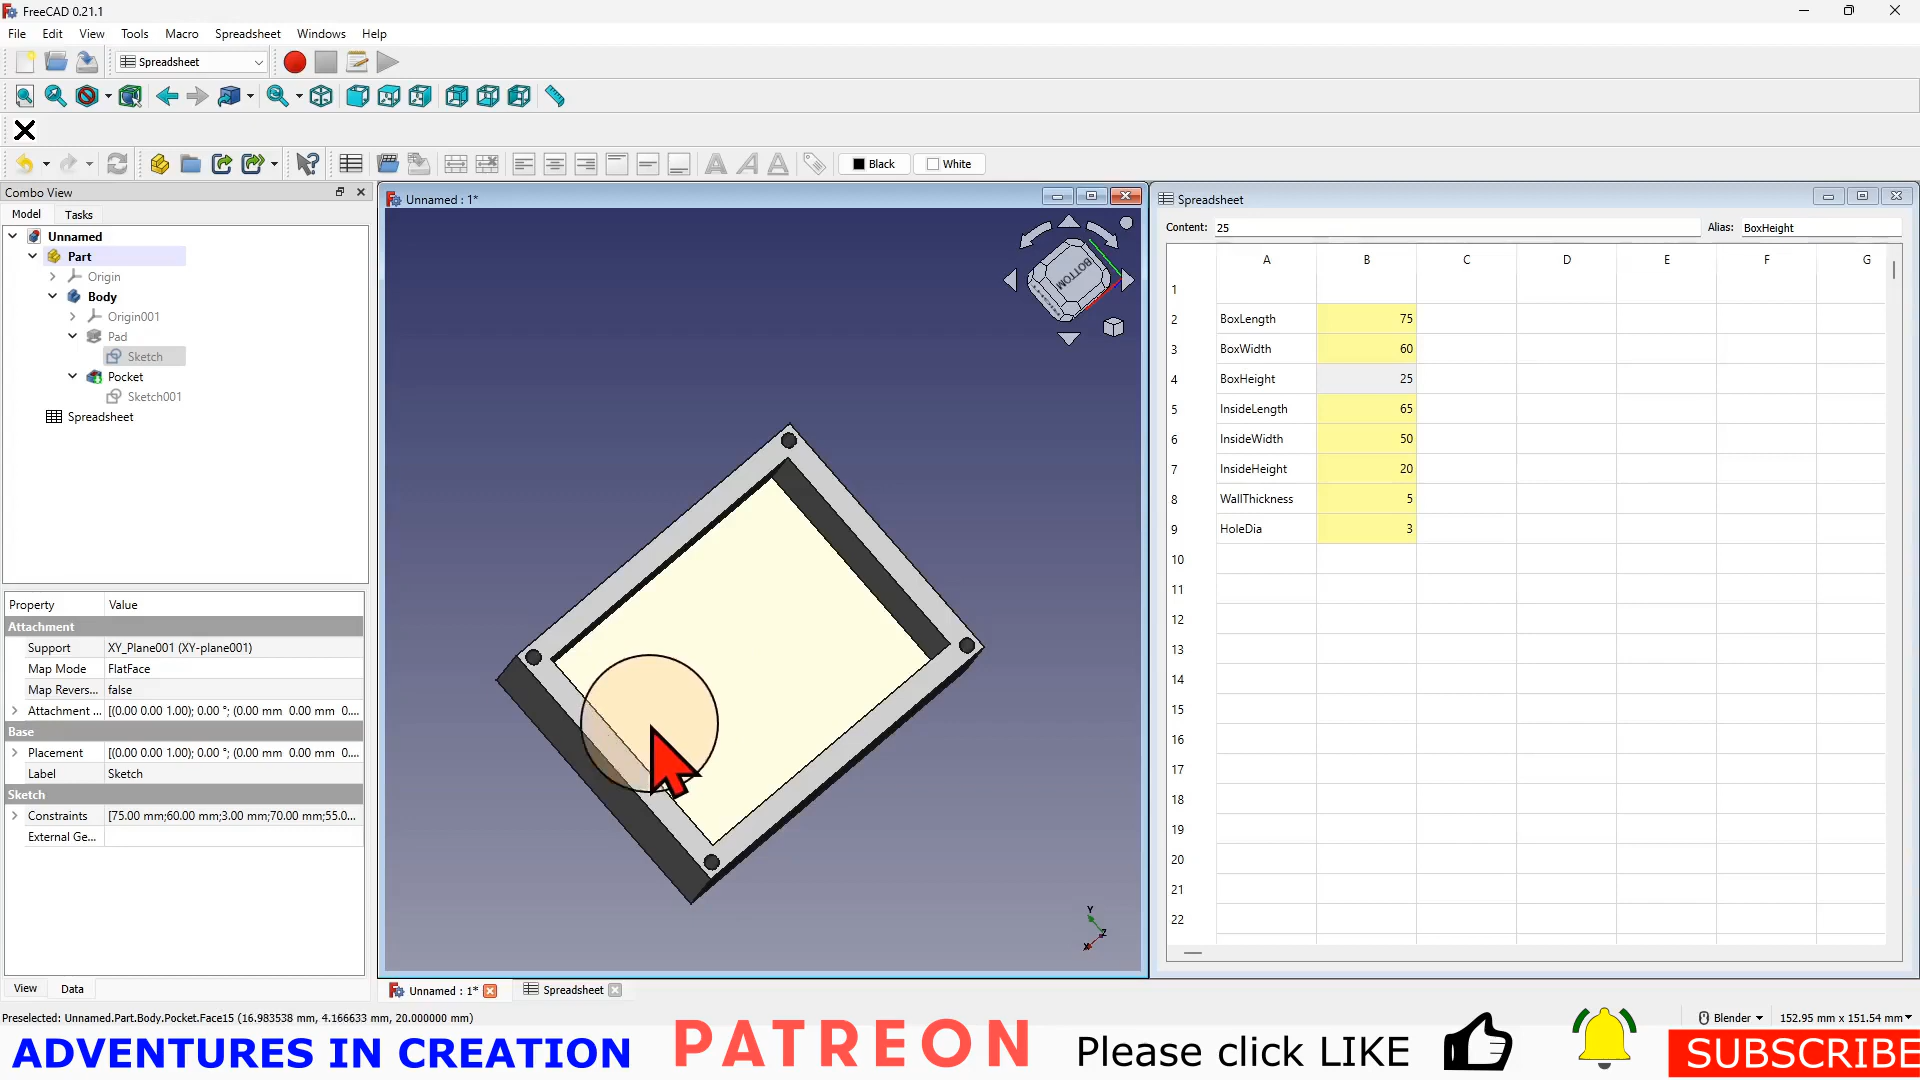 FreeCAD 0.21.1
File Edit View Tools Macro Spreadsheet Windows Help
Spreadsheet
Black White
Combo View
Model Tasks
Unnamed
Part
Origin
Body
Origin001
Pad
Sketch
Pocket
Sketch001
Spreadsheet
Property Value
Attachment
Support XY_Plane001 (XY-plane001)
Map Mode FlatFace
Map Revers... false
Attachment ... [(0.00 0.00 1.00); 0.00 °; (0.00 mm 0.00 mm 0....
Base
Placement [(0.00 0.00 1.00); 0.00 °; (0.00 mm 0.00 mm 0....
Label Sketch
Sketch
Constraints [75.00 mm;60.00 mm;3.00 mm;70.00 mm;55.0...
External Ge...
View Data
Unnamed : 1*
BOTTOM
Y
Z
X
Unnamed : 1* Spreadsheet
Spreadsheet
Content: 25 Alias: BoxHeight
A B C D E F G
1
2 BoxLength 75
3 BoxWidth 60
4 BoxHeight 25
5 InsideLength 65
6 InsideWidth 50
7 InsideHeight 20
8 WallThickness 5
9 HoleDia 3
10
11
12
13
14
15
16
17
18
19
20
21
22
Preselected: Unnamed.Part.Body.Pocket.Face15 (16.983538 mm, 4.166633 mm, 20.000000 mm)
Blender 152.95 mm x 151.54 mm
ADVENTURES IN CREATION PATREON Please click LIKE SUBSCRIBE